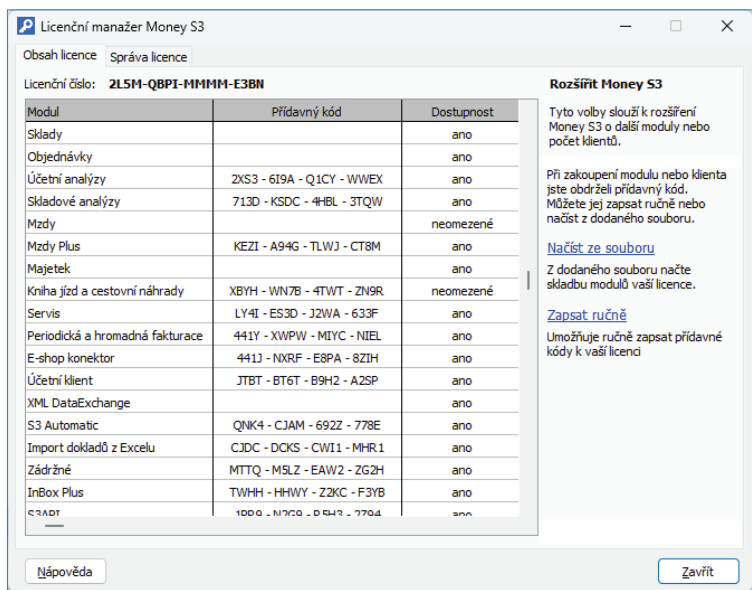 Licenční manažer Money S3
Obsah licence Správa licence
Licenční číslo: 2L5M-QBPI-MMMM-E3BN
Modul Přídavný kód Dostupnost
Sklady ano
Objednávky ano
Účetní analýzy 2XS3 - 6I9A - Q1CY - WWEX ano
Skladové analýzy 713D - KSDC - 4HBL - 3TQW ano
Mzdy neomezené
Mzdy Plus KEZI - A94G - TLWJ - CT8M ano
Majetek ano
Kniha jízd a cestovní náhrady XBYH - WN7B - 4TWT - ZN9R neomezené
Servis LY4I - ES3D - J2WA - 633F ano
Periodická a hromadná fakturace 441Y - XWPW - MIYC - NIEL ano
E-shop konektor 441J - NXRF - E8PA - 8ZIH ano
Účetní klient JTBT - BT6T - B9H2 - A2SP ano
XML DataExchange ano
S3 Automatic QNK4 - CJAM - 692Z - 778E ano
Import dokladů z Excelu CJDC - DCKS - CWI1 - MHR1 ano
Zádržné MTTQ - M5LZ - EAW2 - ZG2H ano
InBox Plus TWHH - HHWY - Z2KC - F3YB ano
S3API ano
Rozšířit Money S3
Tyto volby slouží k rozšíření
Money S3 o další moduly nebo
počet klientů.
Při zakoupení modulu nebo klienta
jste obdrželi přídavný kód.
Můžete jej zapsat ručně nebo
načíst z dodaného souboru.
Načíst ze souboru
Z dodaného souboru načte
skladbu modulů vaší licence.
Zapsat ručně
Umožňuje ručně zapsat přídavné
kódy k vaší licenci
Nápověda Zavřít